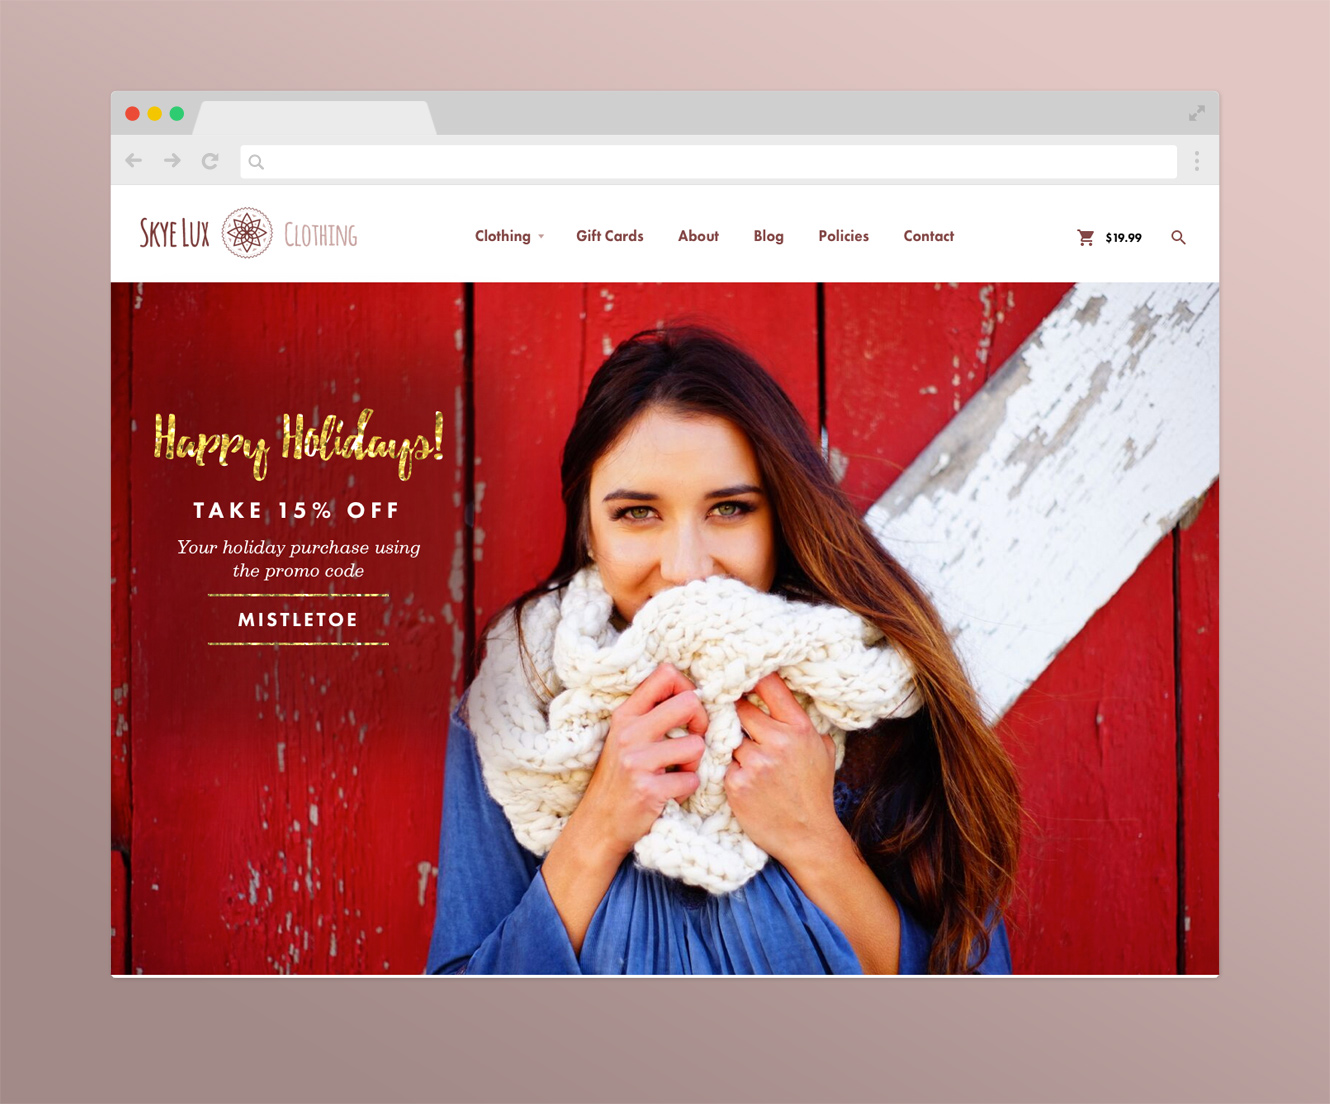 Skye Lux Clothing
Clothing
Gift Cards
About
Blog
Policies
Contact
$19.99
Happy Holidays!
TAKE 15% OFF
Your holiday purchase using
the promo code
MISTLETOE